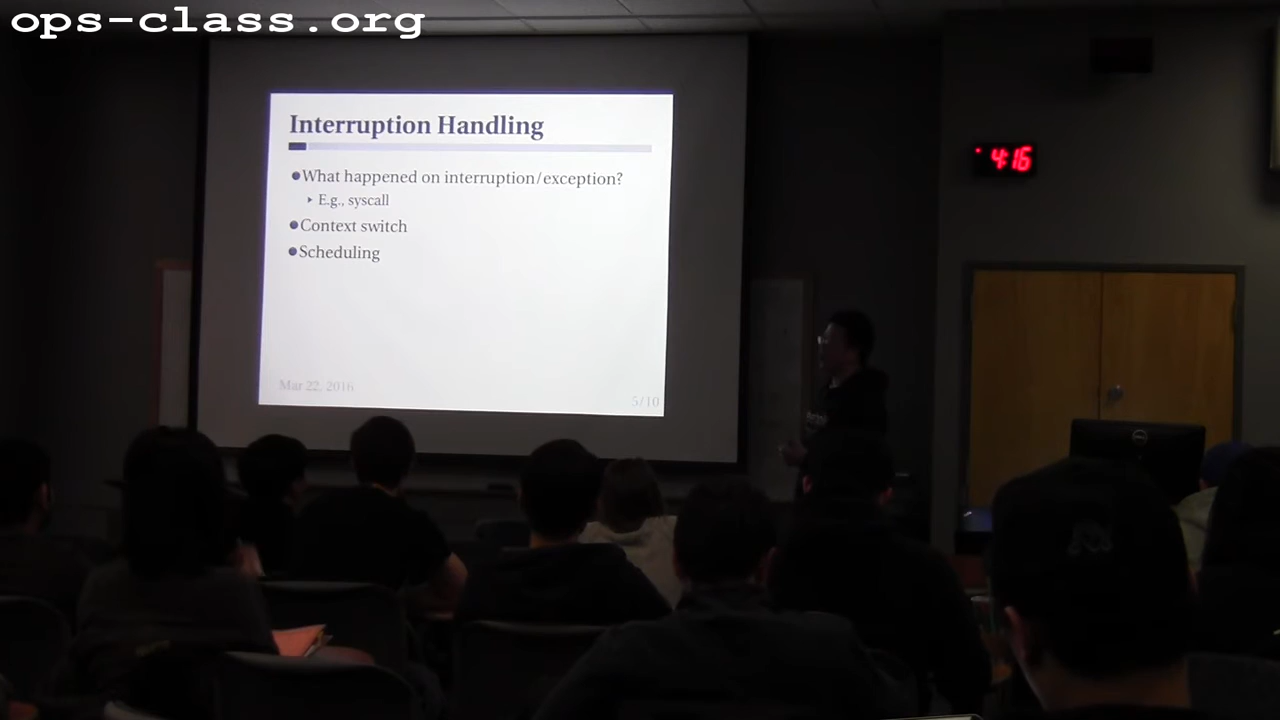 ops-class.org
Interruption Handling
What happened on interruption/exception?
E.g., syscall
Context switch
Scheduling
Mar 22, 2016
5/10
4:16